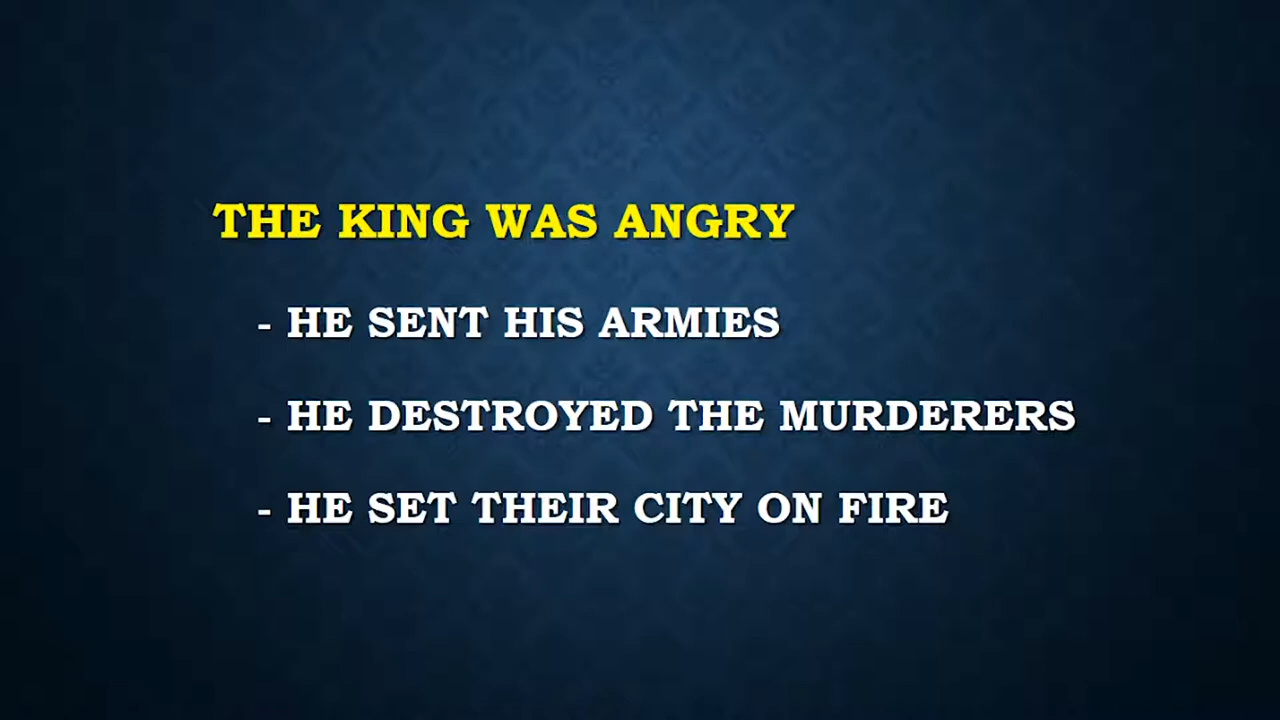 THE KING WAS ANGRY
- HE SENT HIS ARMIES
- HE DESTROYED THE MURDERERS
- HE SET THEIR CITY ON FIRE